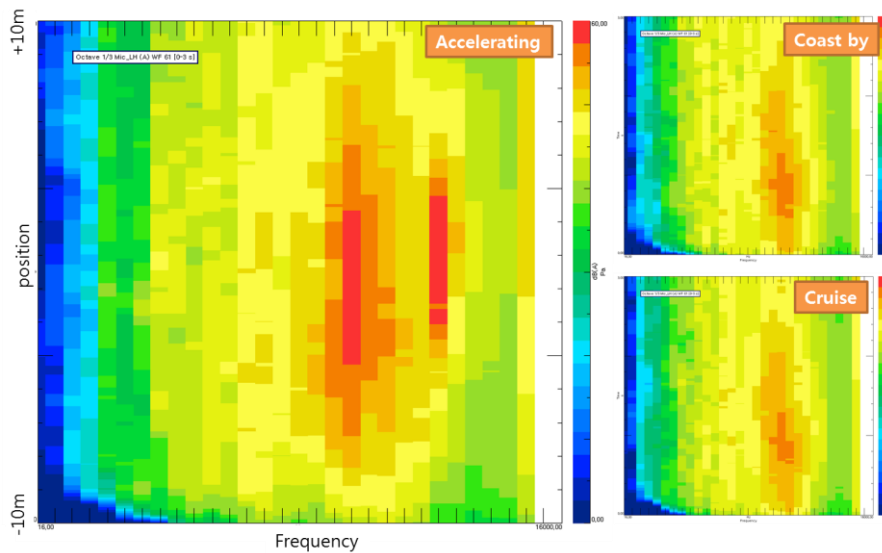 +10m
position
-10m
Octave 1/3 Mic_LH (A) WF 61 [0-3 s]
Accelerating
16,00
16000,00
Frequency
60,00
dB(A)
Pa
0,00
Coast by
Frequency
Cruise
Frequency